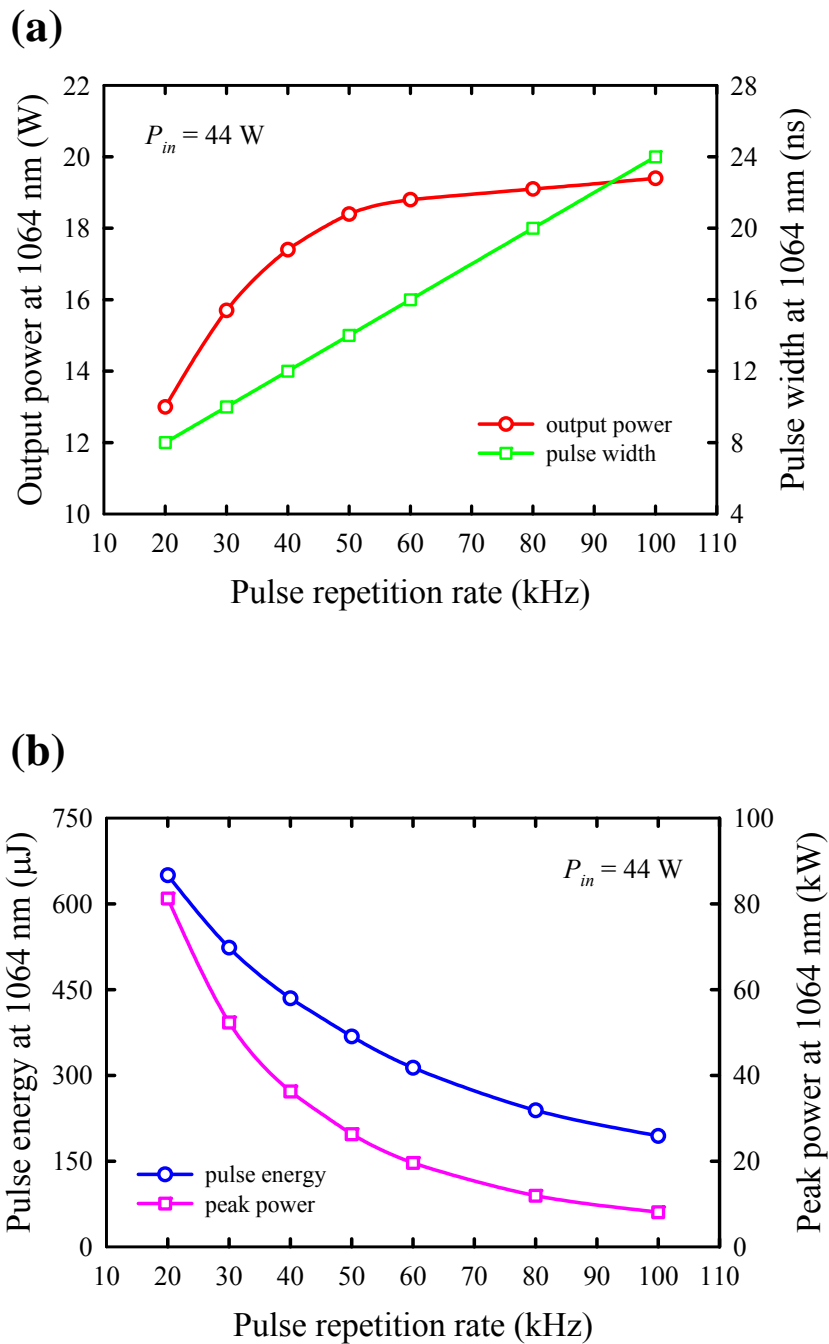 (a)
22
20
18
16
14
12
10
Output power at 1064 nm (W)
P_in = 44 W
output power
pulse width
28
24
20
16
12
8
4
Pulse width at 1064 nm (ns)
10 20 30 40 50 60 70 80 90 100 110
Pulse repetition rate (kHz)
(b)
750
600
450
300
150
0
Pulse energy at 1064 nm (µJ)
P_in = 44 W
pulse energy
peak power
100
80
60
40
20
0
Peak power at 1064 nm (kW)
10 20 30 40 50 60 70 80 90 100 110
Pulse repetition rate (kHz)